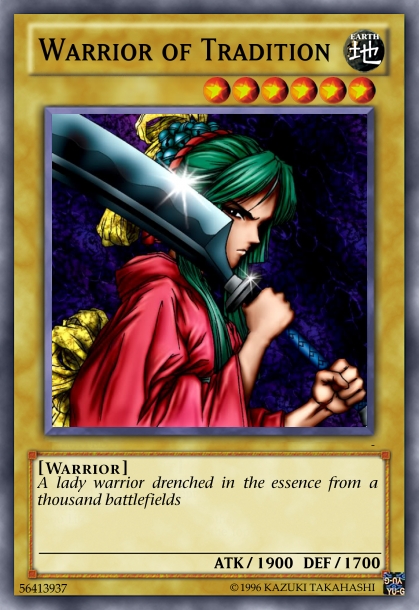 WARRIOR OF TRADITION
EARTH
地
[WARRIOR]
A lady warrior drenched in the essence from a
thousand battlefields
ATK / 1900 DEF / 1700
56413937
©1996 KAZUKI TAKAHASHI